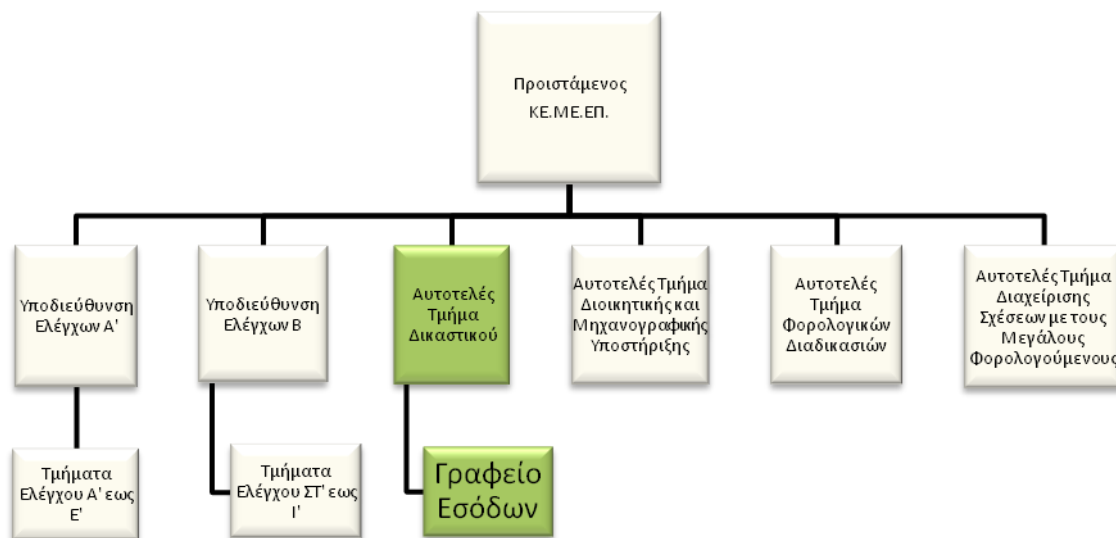 Προιστάμενος
ΚΕ.ΜΕ.ΕΠ.
Υποδιεύθυνση
Ελέγχων Α'
Υποδιεύθυνση
Ελέγχων Β
Αυτοτελές
Τμήμα
Δικαστικού
Αυτοτελές Τμήμα
Διοικητικής και
Μηχανογραφικής
Υποστήριξης
Αυτοτελές
Τμήμα
Φορολογικών
Διαδικασιών
Αυτοτελές Τμήμα
Διαχείρισης
Σχέσεων με τους
Μεγάλους
Φορολογούμενους
Τμήματα
Ελέγχου Α' εως
Ε'
Τμήματα
Ελέγχου ΣΤ' εως
Ι'
Γραφείο
Εσόδων